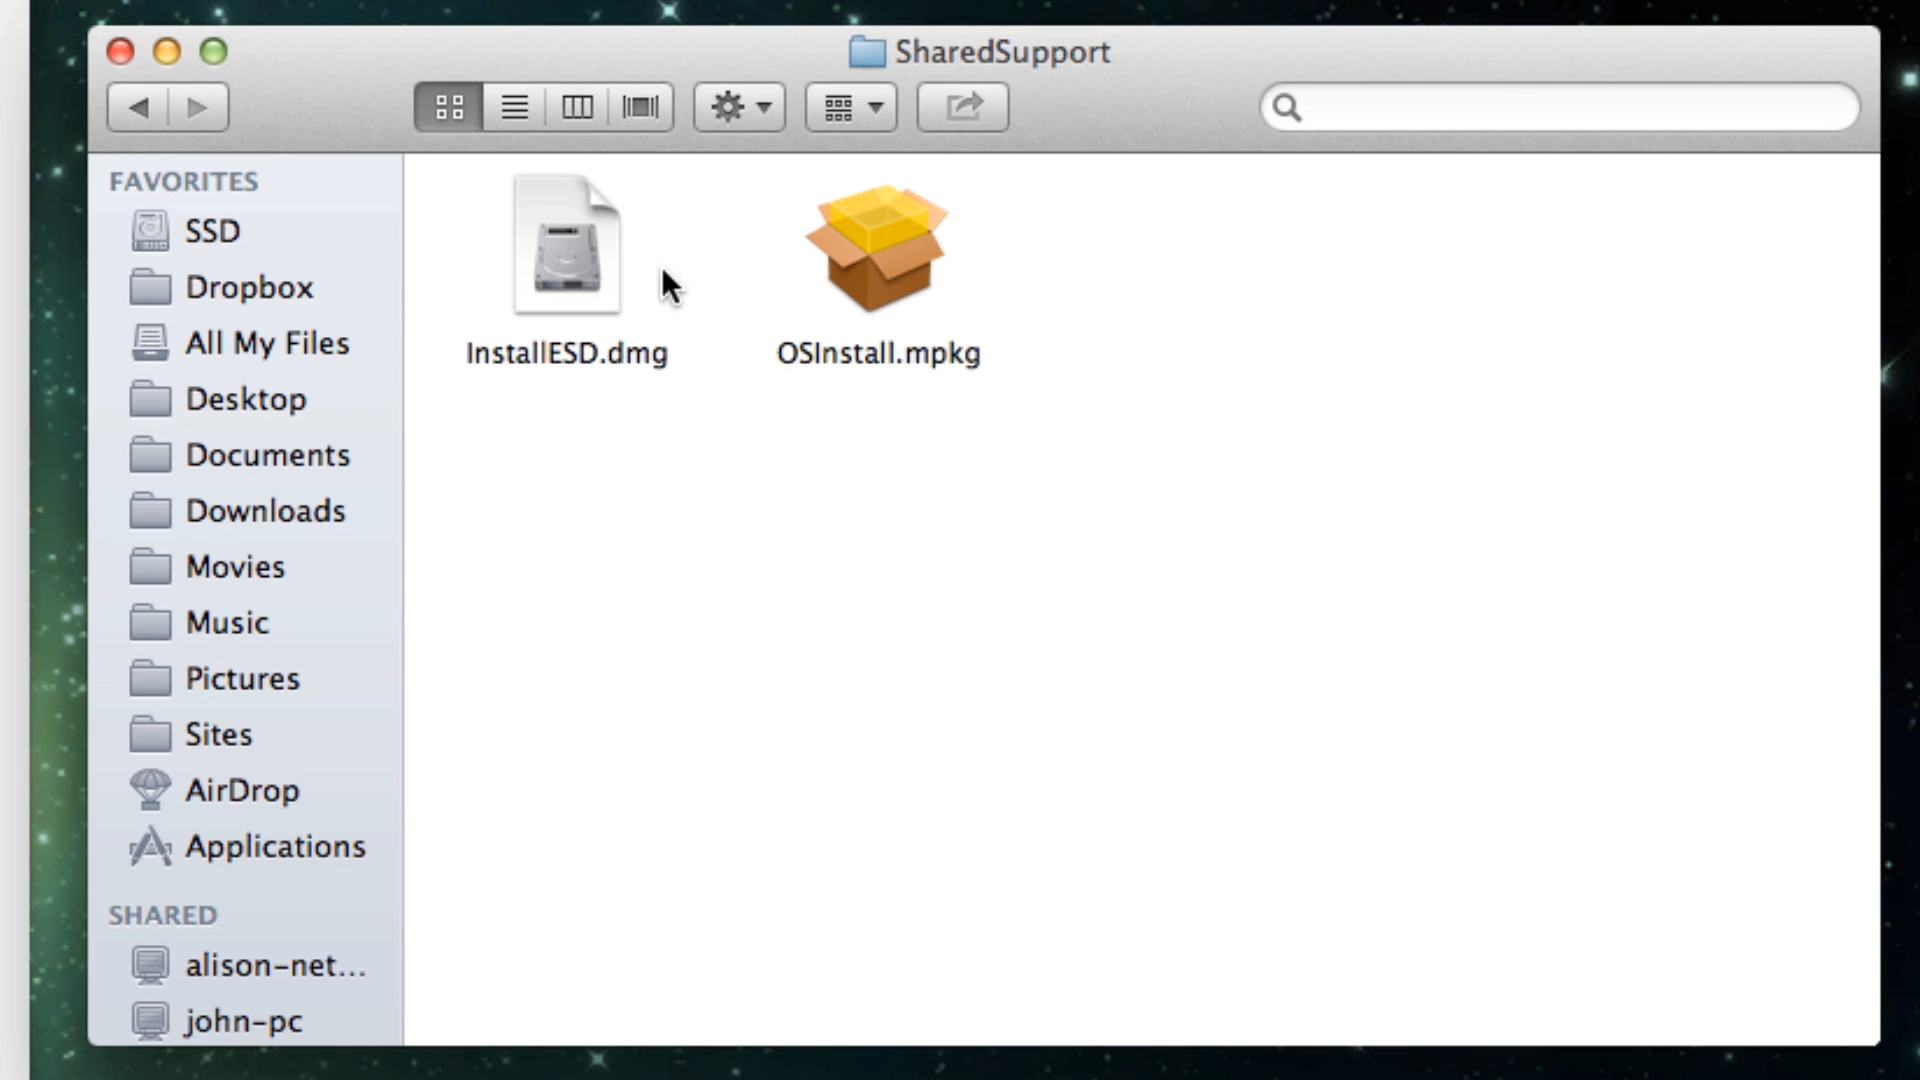 SharedSupport
FAVORITES
SSD
Dropbox
All My Files
Desktop
Documents
Downloads
Movies
Music
Pictures
Sites
AirDrop
Applications
SHARED
alison-net...
john-pc
InstallESD.dmg
OSInstall.mpkg